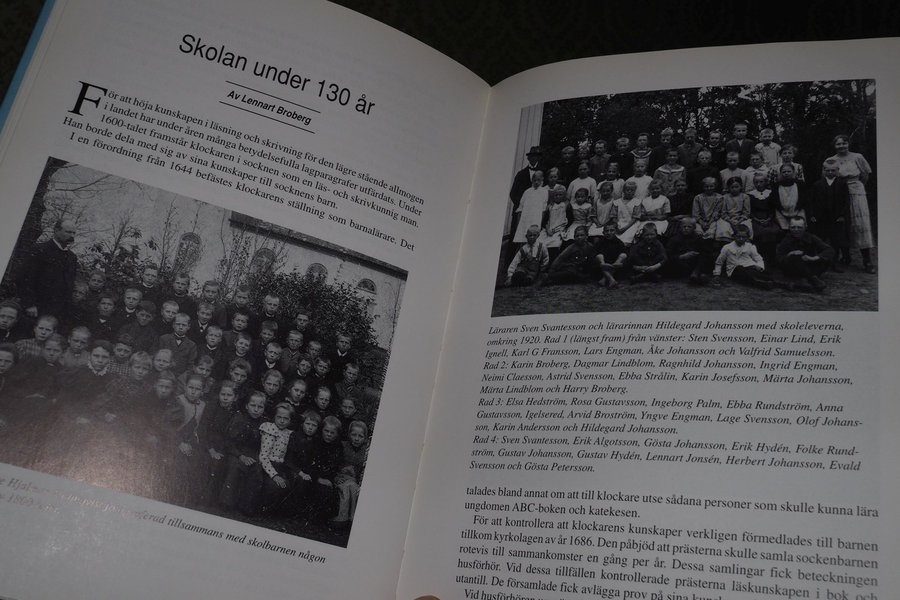 Skolan under 130 år
Av Lennart Broberg
För att höja kunskapen i läsning och skrivning för den lägre stående allmogen
i landet har under åren många betydelsefulla lagparagrafer utfärdats. Under
1600-talet framstår klockaren i socknen som en läs- och skrivkunnig man.
Han borde dela med sig av sina kunskaper till socknens barn.
I en förordning från 1644 befästes klockarens ställning som barnalärare. Det
tillsammans med skolbarnen någon
Läraren Sven Svantesson och lärarinnan Hildegard Johansson med skoleleverna,
omkring 1920. Rad 1 (längst fram) från vänster: Sten Svensson, Einar Lind, Erik
Ignell, Karl G Fransson, Lars Engman, Åke Johansson och Valfrid Samuelsson.
Rad 2: Karin Broberg, Dagmar Lindblom, Ragnhild Johansson, Ingrid Engman,
Neimi Claesson, Astrid Svensson, Ebba Strålin, Karin Josefsson, Märta Johansson,
Märta Lindblom och Harry Broberg.
Rad 3: Elsa Hedström, Rosa Gustavsson, Ingeborg Palm, Ebba Rundström, Anna
Gustavsson, Igelsered, Arvid Broström, Yngve Engman, Lage Svensson, Olof Johans-
son, Karin Andersson och Hildegard Johansson.
Rad 4: Sven Svantesson, Erik Algotsson, Gösta Johansson, Erik Hydén, Folke Rund-
ström, Gustav Johansson, Gustav Hydén, Lennart Jonsén, Herbert Johansson, Evald
Svensson och Gösta Petersson.
talades bland annat om att till klockare utse sådana personer som skulle kunna lära
ungdomen ABC-boken och katekesen.
För att kontrollera att klockarens kunskaper verkligen förmedlades till barnen
tillkom kyrkolagen av år 1686. Den påbjöd att prästerna skulle samla sockenbarnen
rotevis till sammankomster en gång per år. Dessa samlingar fick beteckningen
husförhör. Vid dessa tillfällen kontrollerade prästerna läskunskapen i bok och
utantill. De församlade fick avlägga prov på sina
Vid husförhören